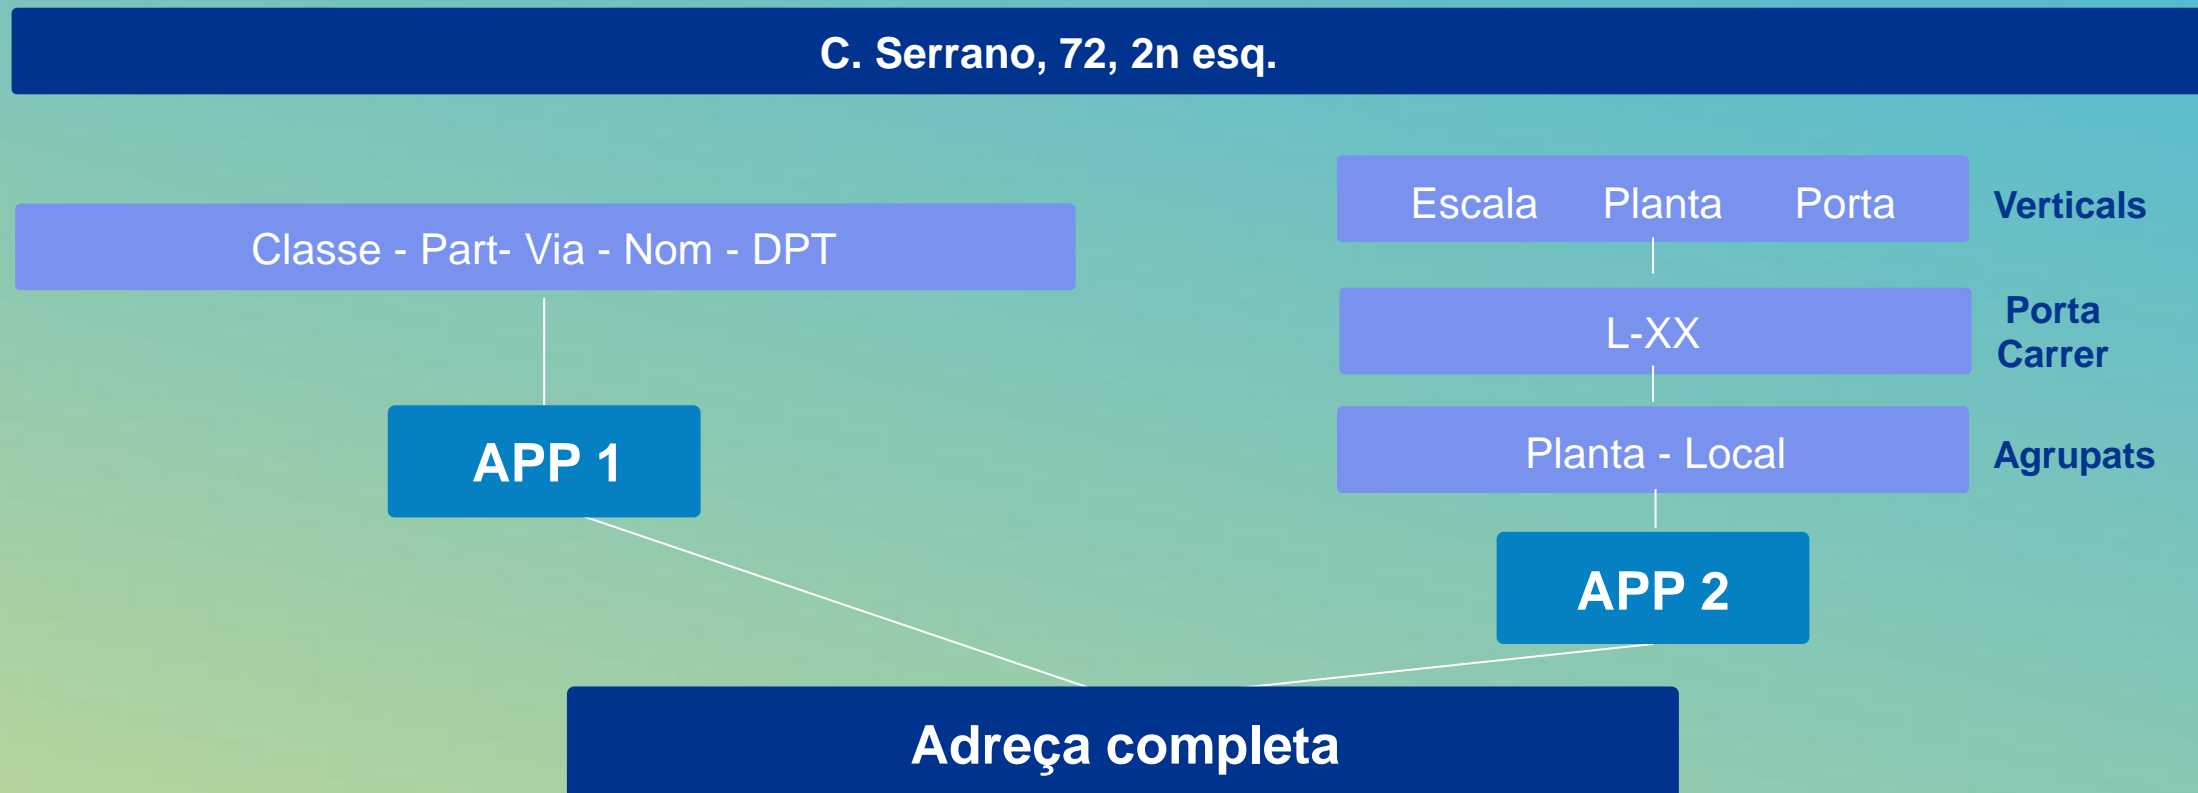 C. Serrano, 72, 2n esq.
Classe - Part- Via - Nom - DPT
APP 1
Escala Planta Porta
Verticals
L-XX
Porta
Carrer
Planta - Local
Agrupats
APP 2
Adreça completa